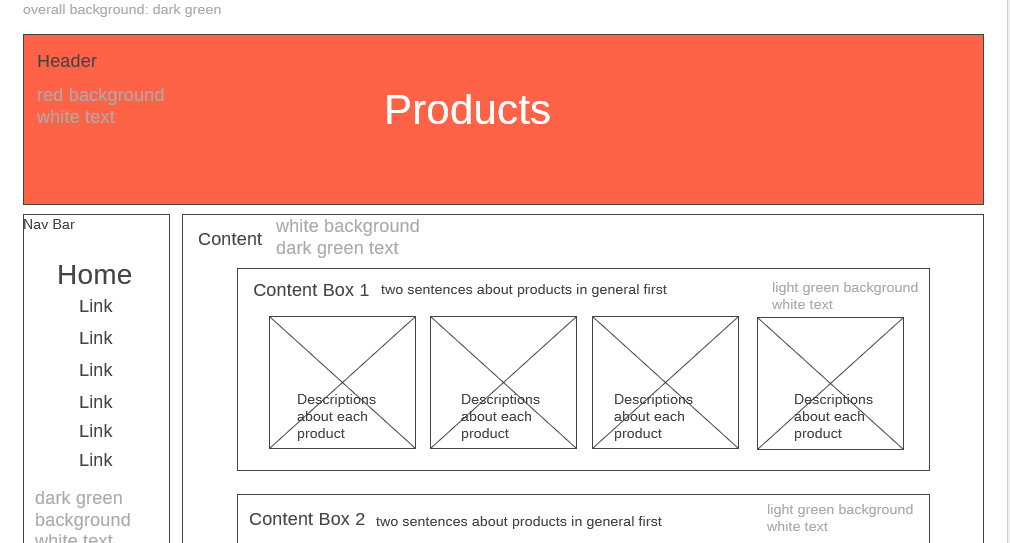 overall background: dark green
Header
red background
white text
Products
Nav Bar
Home
Link
Link
Link
Link
Link
Link
dark green
background
white text
Content
white background
dark green text
Content Box 1
two sentences about products in general first
light green background
white text
Descriptions
about each
product
Descriptions
about each
product
Descriptions
about each
product
Descriptions
about each
product
Content Box 2
two sentences about products in general first
light green background
white text